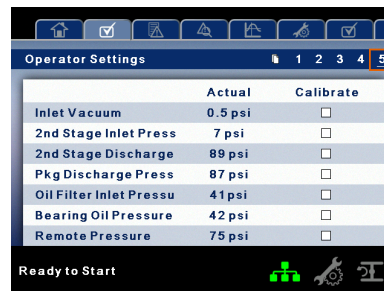 Operator Settings 1 2 3 4 5
Actual Calibrate
Inlet Vacuum 0.5 psi
2nd Stage Inlet Press 7 psi
2nd Stage Discharge 89 psi
Pkg Discharge Press 87 psi
Oil Filter Inlet Pressu 41 psi
Bearing Oil Pressure 42 psi
Remote Pressure 75 psi
Ready to Start